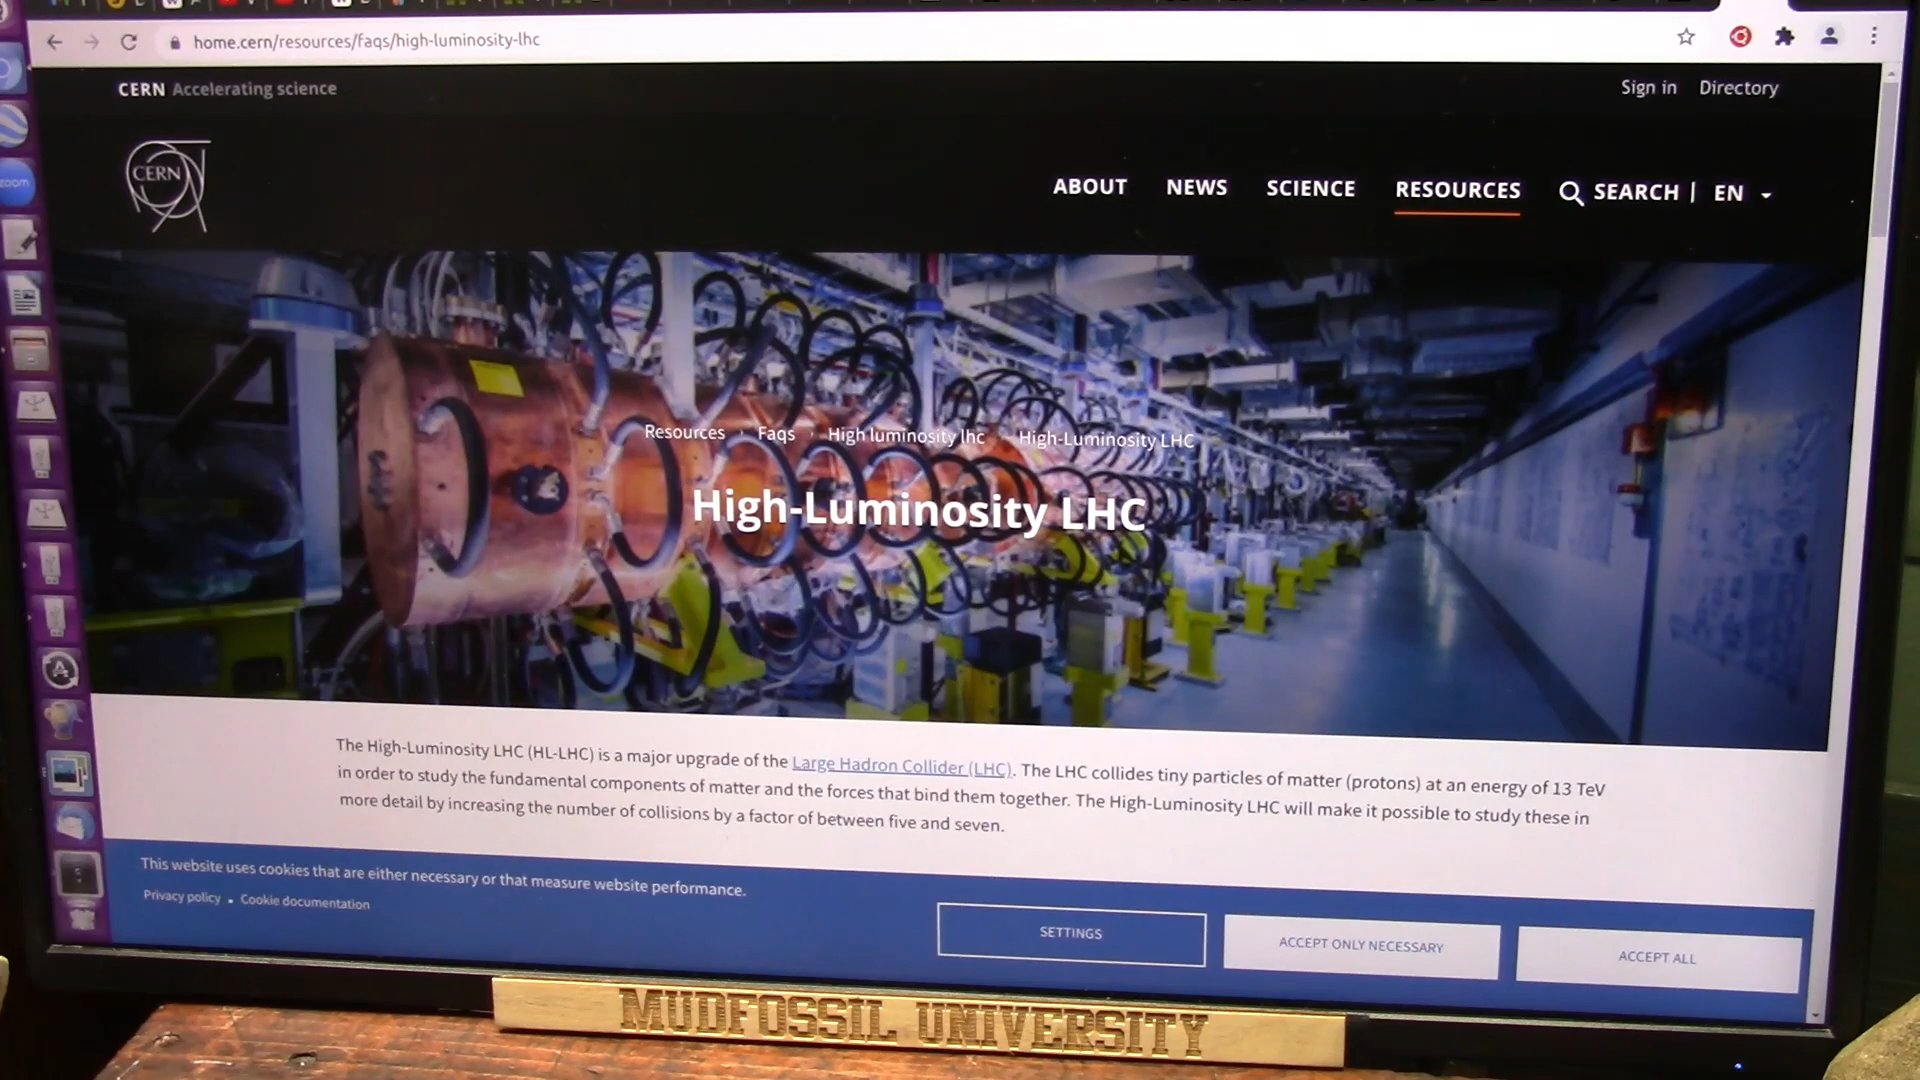 home.cern/resources/faqs/high-luminosity-lhc
CERN Accelerating science
Sign in Directory
CERN
ABOUT NEWS SCIENCE RESOURCES SEARCH | EN
zoom
Resources Faqs High luminosity lhc High-Luminosity LHC
High-Luminosity LHC
The High-Luminosity LHC (HL-LHC) is a major upgrade of the Large Hadron Collider (LHC). The LHC collides tiny particles of matter (protons) at an energy of 13 TeV
in order to study the fundamental components of matter and the forces that bind them together. The High-Luminosity LHC will make it possible to study these in
more detail by increasing the number of collisions by a factor of between five and seven.
This website uses cookies that are either necessary or that measure website performance.
Privacy policy • Cookie documentation
SETTINGS
ACCEPT ONLY NECESSARY
ACCEPT ALL
MUDFOSSIL UNIVERSITY